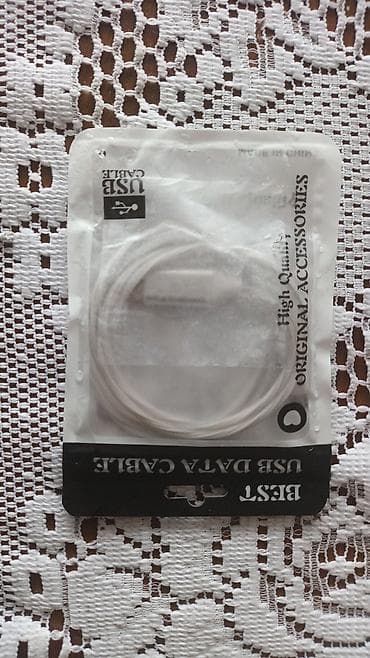 BEST
USB DATA CABLE
High Quality
ORIGINAL ACCESSORIES
USB
CABLE